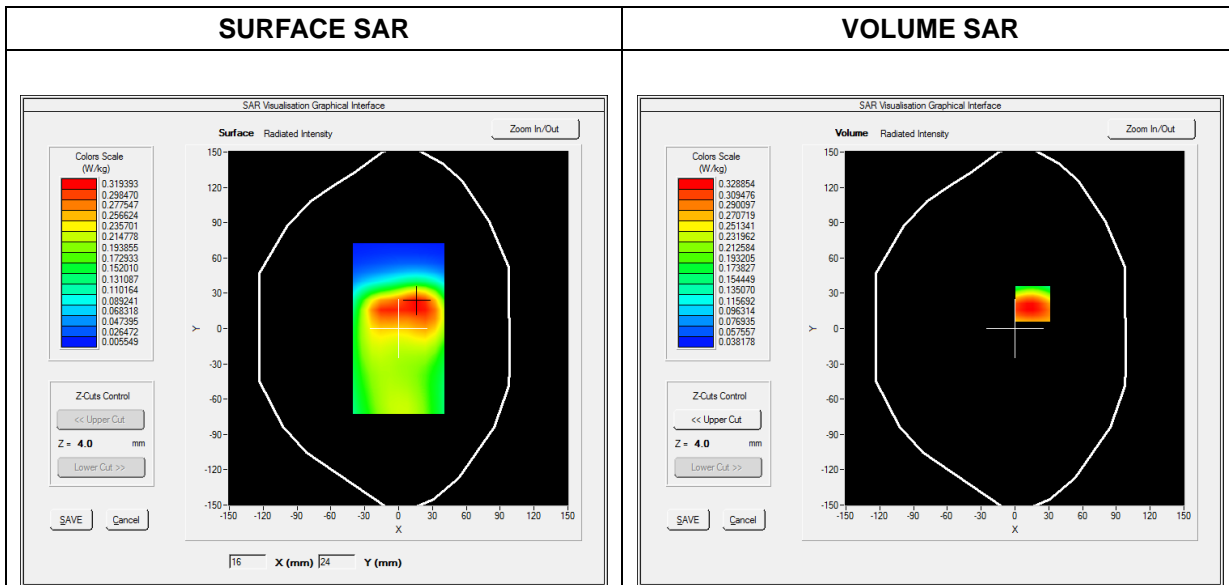 SURFACE SAR
VOLUME SAR
SAR Visualisation Graphical Interface
Surface Radiated Intensity
Zoom In/Out
Colors Scale
(W/kg)
0.319393
0.298470
0.277547
0.256624
0.235701
0.214778
0.193855
0.172933
0.152010
0.131087
0.110164
0.089241
0.068318
0.047395
0.026472
0.005549
Z-Cuts Control
<< Upper Cut
Z = 4.0 mm
Lower Cut >>
SAVE Cancel
150
120
90
60
30
0
-30
-60
-90
-120
-150
Y
-150 -120 -90 -60 -30 0 30 60 90 120 150
X
16 X (mm) 24 Y (mm)
SAR Visualisation Graphical Interface
Volume Radiated Intensity
Zoom In/Out
Colors Scale
(W/kg)
0.328854
0.309476
0.290097
0.270719
0.251341
0.231962
0.212584
0.193205
0.173827
0.154449
0.135070
0.115692
0.096314
0.076935
0.057557
0.038178
Z-Cuts Control
<< Upper Cut
Z = 4.0 mm
Lower Cut >>
SAVE Cancel
150
120
90
60
30
0
-30
-60
-90
-120
-150
Y
-150 -120 -90 -60 -30 0 30 60 90 120 150
X